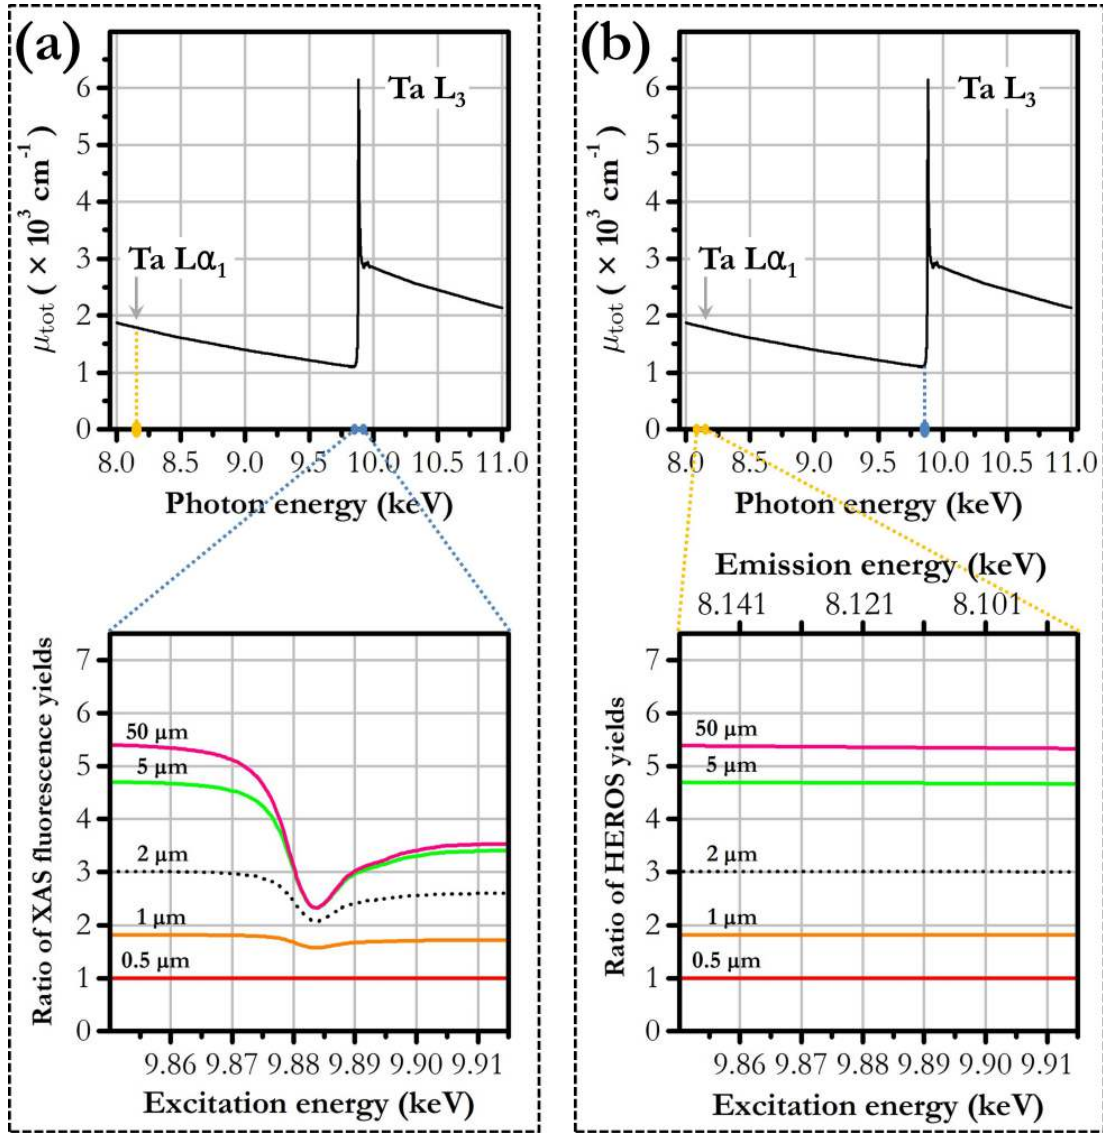 (a)
Ta L₃
Ta Lα₁
μtot ( × 10³ cm⁻¹)
6
5
4
3
2
1
0
8.0 8.5 9.0 9.5 10.0 10.5 11.0
Photon energy (keV)
Ratio of XAS fluorescence yields
7
6
5
4
3
2
1
0
50 μm
5 μm
2 μm
1 μm
0.5 μm
9.86 9.87 9.88 9.89 9.90 9.91
Excitation energy (keV)
(b)
Ta L₃
Ta Lα₁
μtot ( × 10³ cm⁻¹)
6
5
4
3
2
1
0
8.0 8.5 9.0 9.5 10.0 10.5 11.0
Photon energy (keV)
Emission energy (keV)
8.141 8.121 8.101
Ratio of HEROS yields
7
6
5
4
3
2
1
0
50 μm
5 μm
2 μm
1 μm
0.5 μm
9.86 9.87 9.88 9.89 9.90 9.91
Excitation energy (keV)